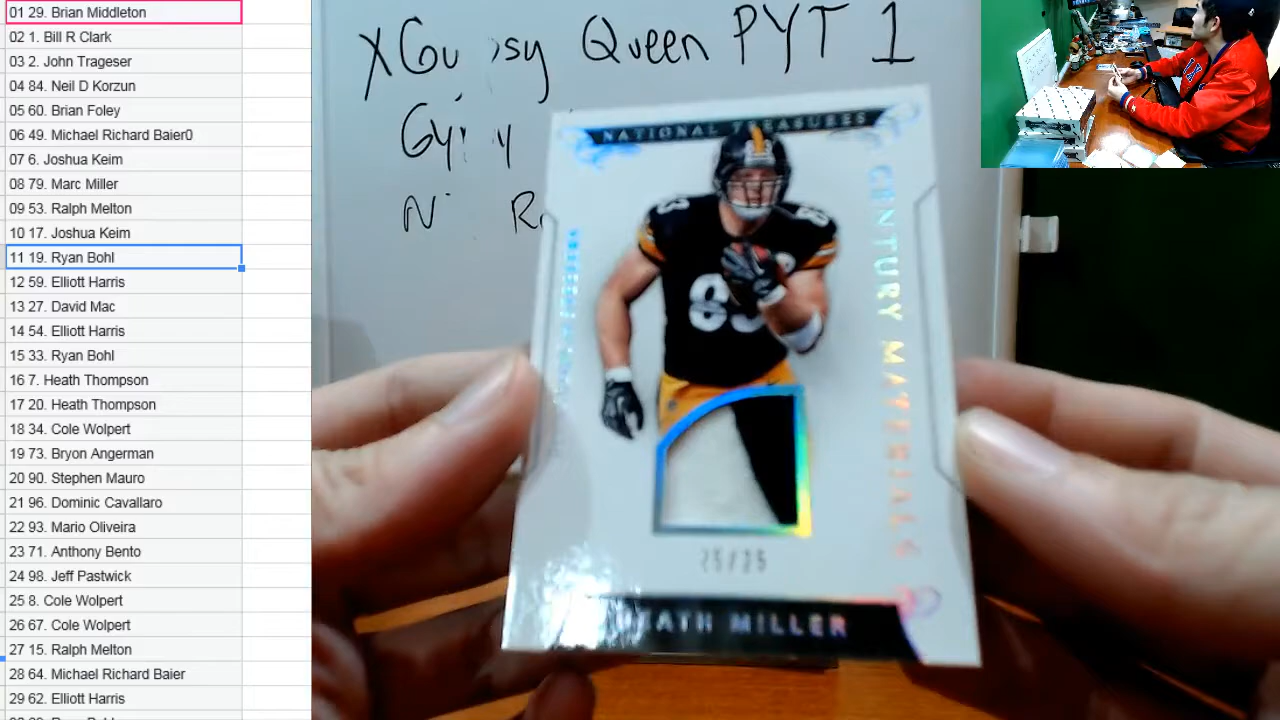 01 29. Brian Middleton
02 1. Bill R Clark
03 2. John Trageser
04 84. Neil D Korzun
05 60. Brian Foley
06 49. Michael Richard Baier0
07 6. Joshua Keim
08 79. Marc Miller
09 53. Ralph Melton
10 17. Joshua Keim
11 19. Ryan Bohl
12 59. Elliott Harris
13 27. David Mac
14 54. Elliott Harris
15 33. Ryan Bohl
16 7. Heath Thompson
17 20. Heath Thompson
18 34. Cole Wolpert
19 73. Bryon Angerman
20 90. Stephen Mauro
21 96. Dominic Cavallaro
22 93. Mario Oliveira
23 71. Anthony Bento
24 98. Jeff Pastwick
25 8. Cole Wolpert
26 67. Cole Wolpert
27 15. Ralph Melton
28 64. Michael Richard Baier
29 62. Elliott Harris
Queen PYT 1
NATIONAL TREASURES
CENTURY MATERIALS
83
83
25/25
HEATH MILLER